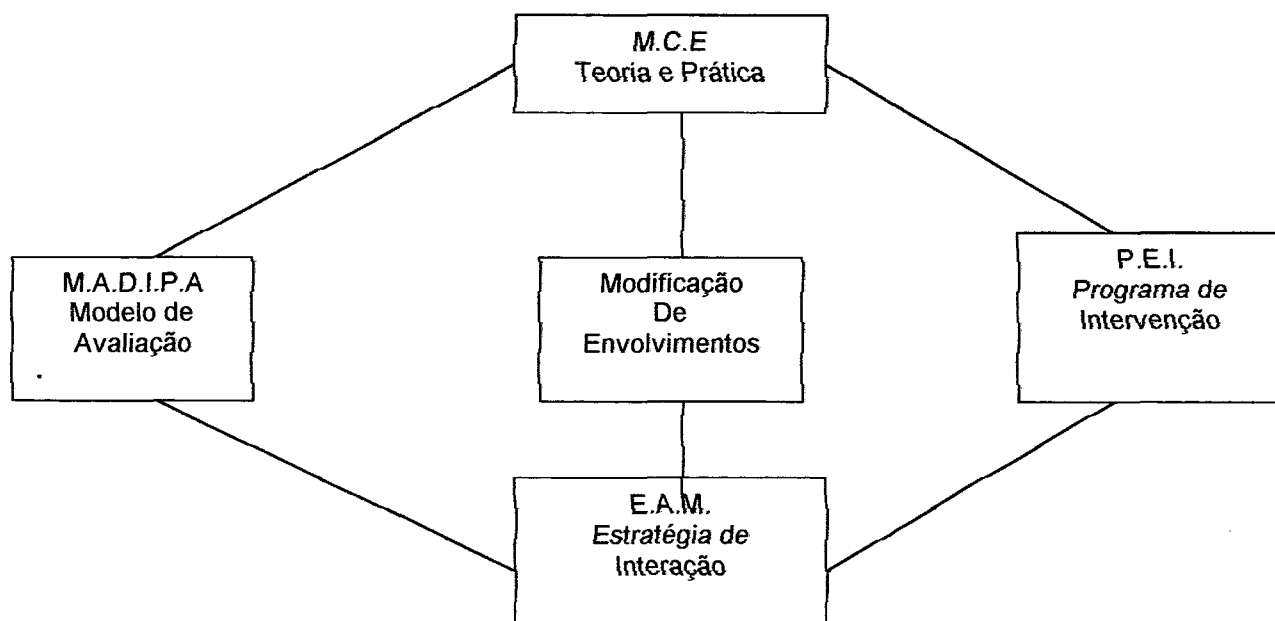 M.C.E
Teoria e Prática
M.A.D.I.P.A
Modelo de
Avaliação
Modificação
De
Envolvimentos
P.E.I.
Programa de
Intervenção
E.A.M.
Estratégia de
Interação